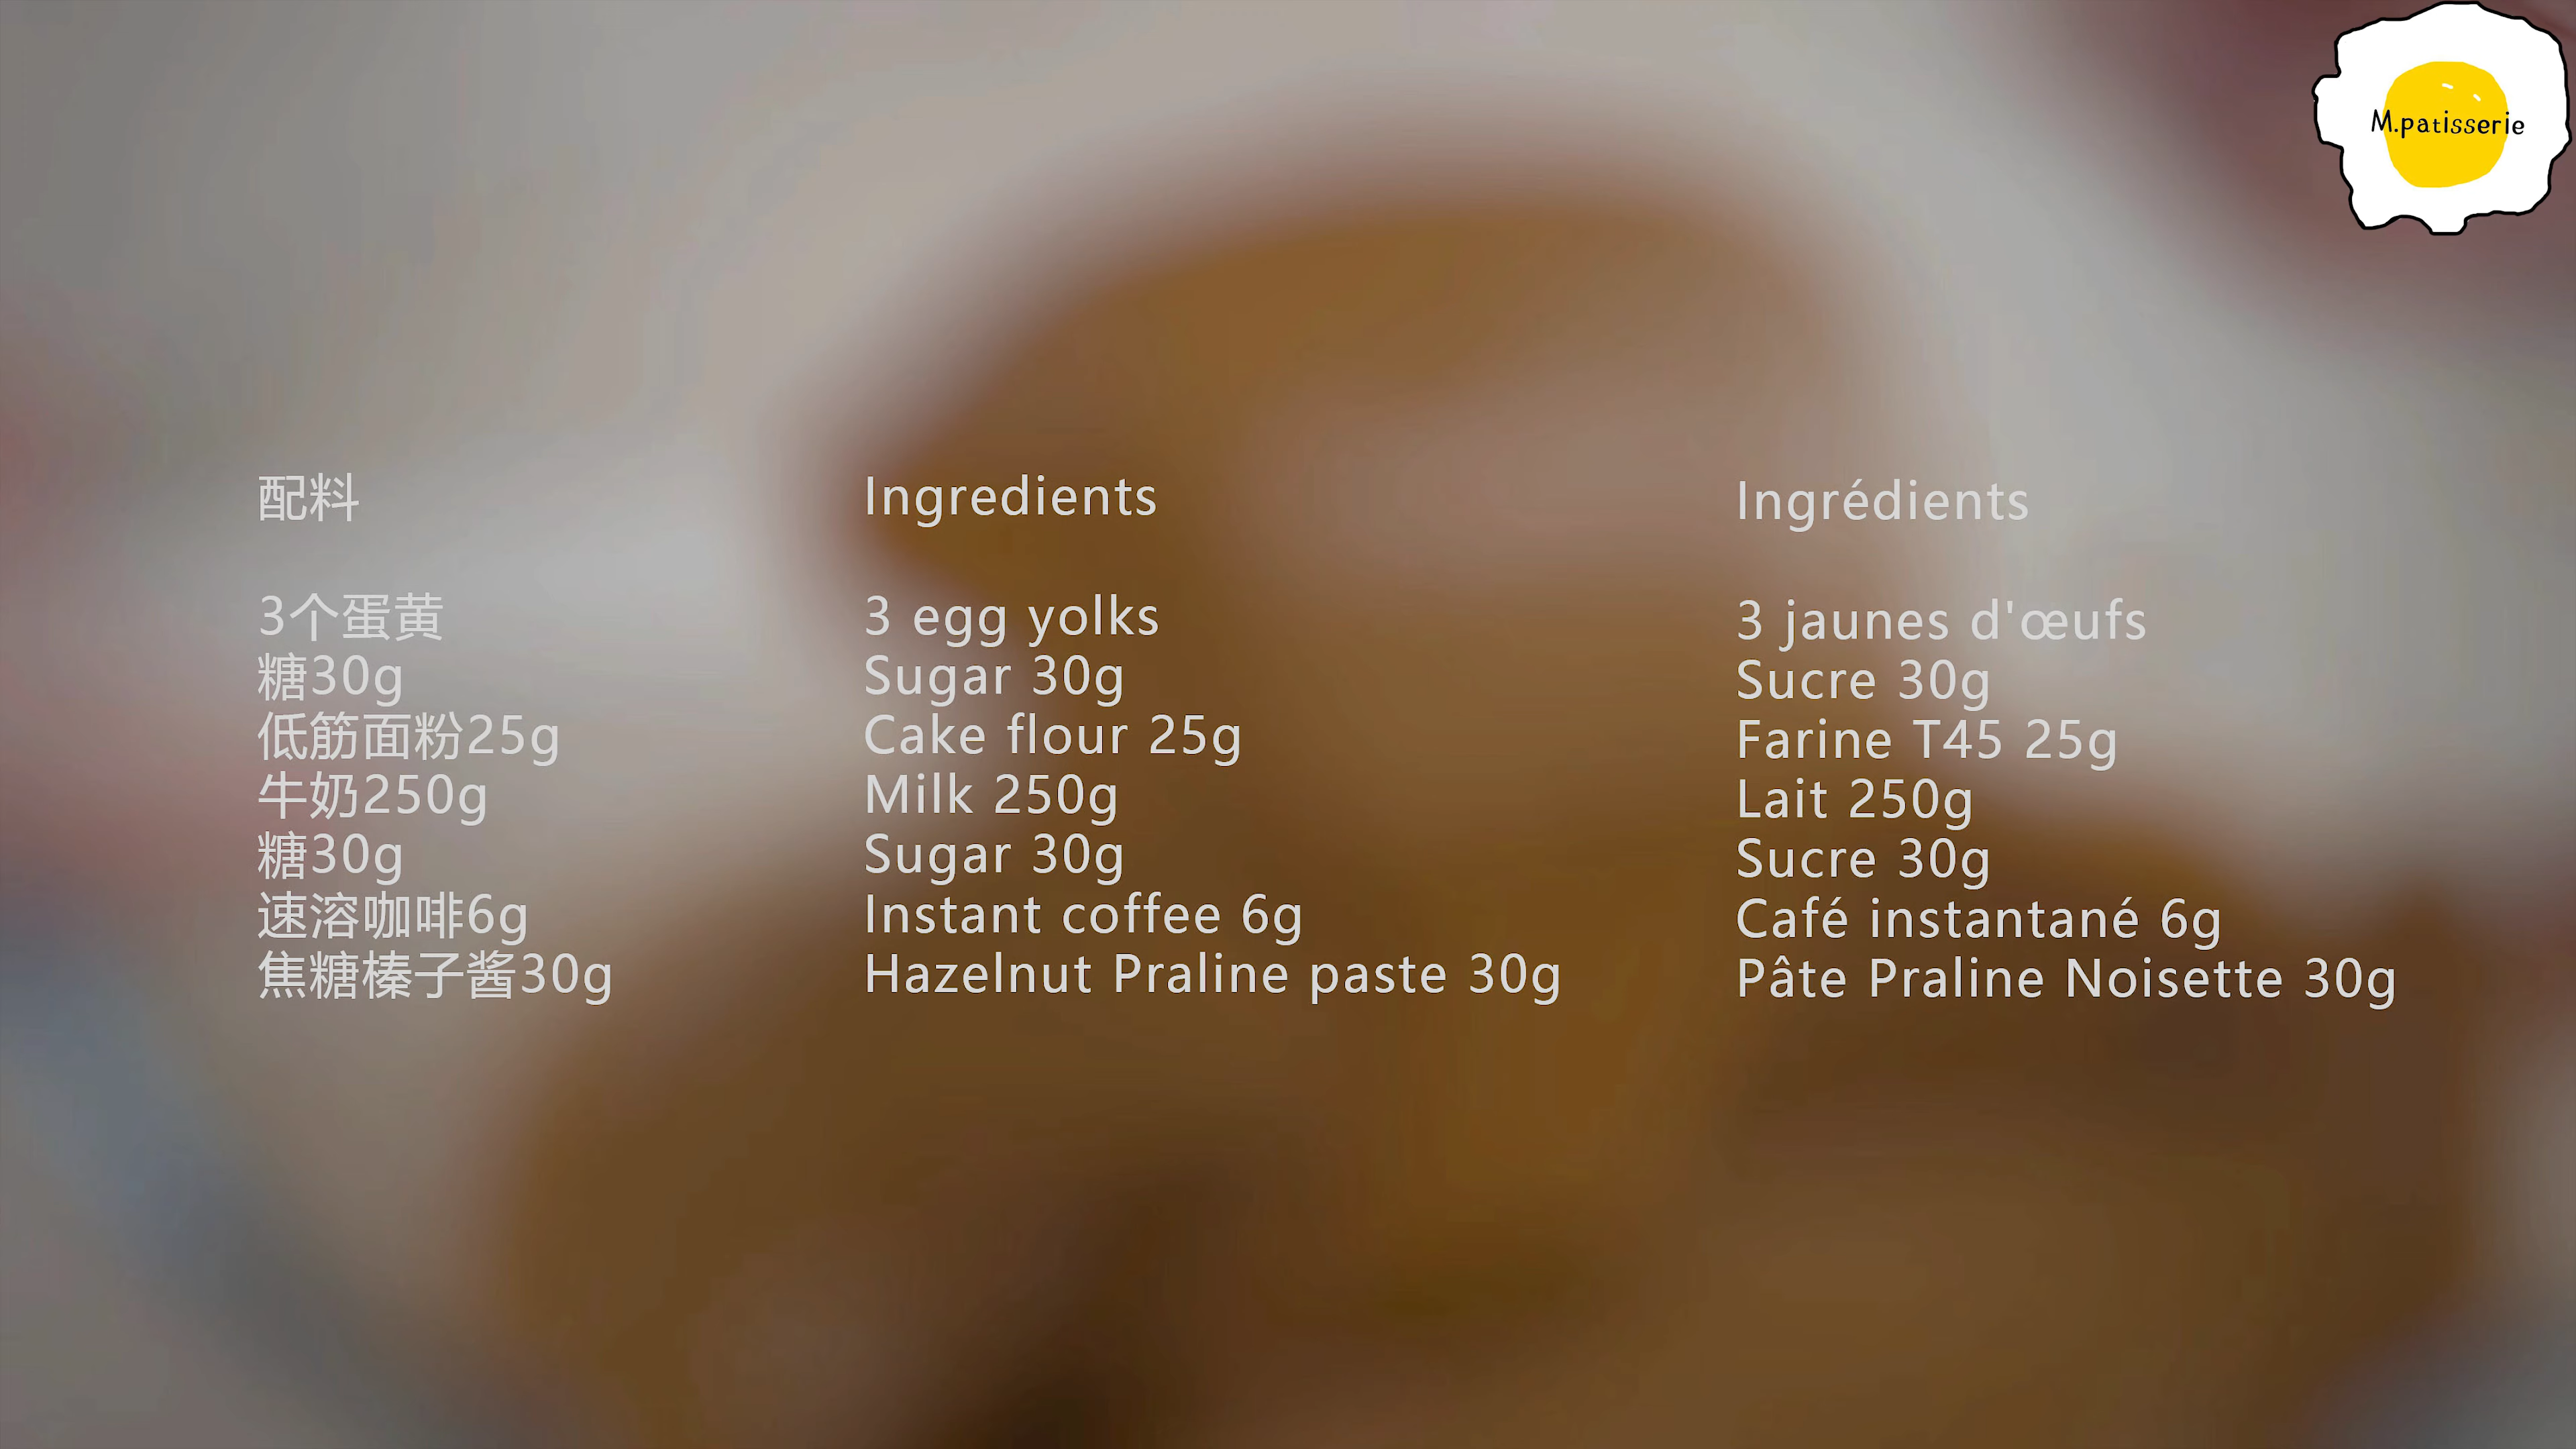 M.patisserie
配料
3个蛋黄
糖30g
低筋面粉25g
牛奶250g
糖30g
速溶咖啡6g
焦糖榛子酱30g
Ingredients
3 egg yolks
Sugar 30g
Cake flour 25g
Milk 250g
Sugar 30g
Instant coffee 6g
Hazelnut Praline paste 30g
Ingrédients
3 jaunes d'œufs
Sucre 30g
Farine T45 25g
Lait 250g
Sucre 30g
Café instantané 6g
Pâte Praline Noisette 30g